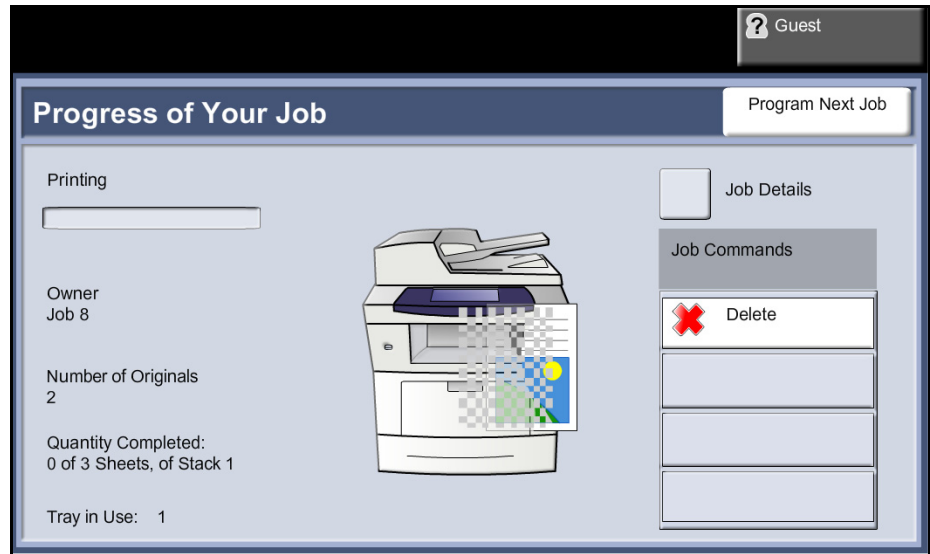 Guest
Progress of Your Job
Program Next Job
Printing
Job Details
Job Commands
Owner
Job 8
Delete
Number of Originals
2
Quantity Completed:
0 of 3 Sheets, of Stack 1
Tray in Use: 1